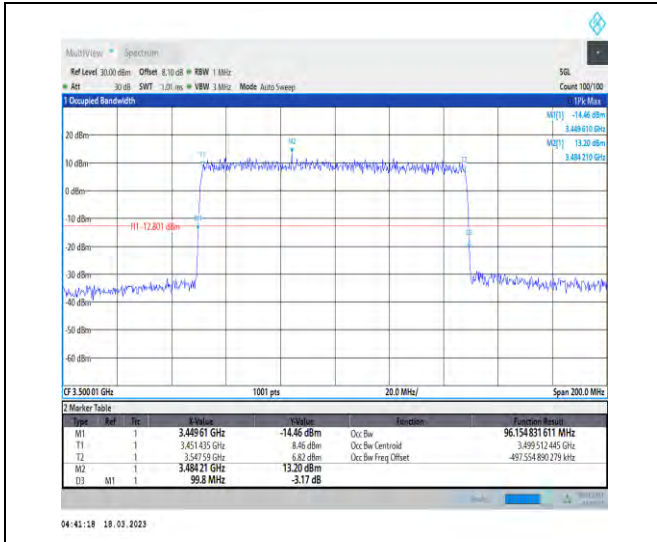 MultiView Spectrum
Ref Level 30.00 dBm Offset 8.10 dB RBW 1 MHz SGL
Att 30 dB SWT 1.01 ms VBW 3 MHz Mode Auto Sweep Count 100/100
1 Occupied Bandwidth 1Pk Max
M1[1] -14.46 dBm
3.449 610 GHz
M2[1] 13.20 dBm
3.484 210 GHz
20 dBm
M2
T1
T2
10 dBm
0 dBm
-10 dBm
M1
H1 -12.801 dBm
D3
-20 dBm
-30 dBm
-40 dBm
-50 dBm
-60 dBm
CF 3.500 01 GHz 1001 pts 20.0 MHz/ Span 200.0 MHz
2 Marker Table
Type Ref Trc X-Value Y-Value Function Function Result
M1 1 3.449 61 GHz -14.46 dBm Occ Bw 96.154 831 611 MHz
T1 1 3.451 435 GHz 8.46 dBm Occ Bw Centroid 3.499 512 445 GHz
T2 1 3.547 59 GHz 6.82 dBm Occ Bw Freq Offset -497.554 890 279 kHz
M2 1 3.484 21 GHz 13.20 dBm
D3 M1 1 99.8 MHz -3.17 dB
04:41:18 18.03.2023